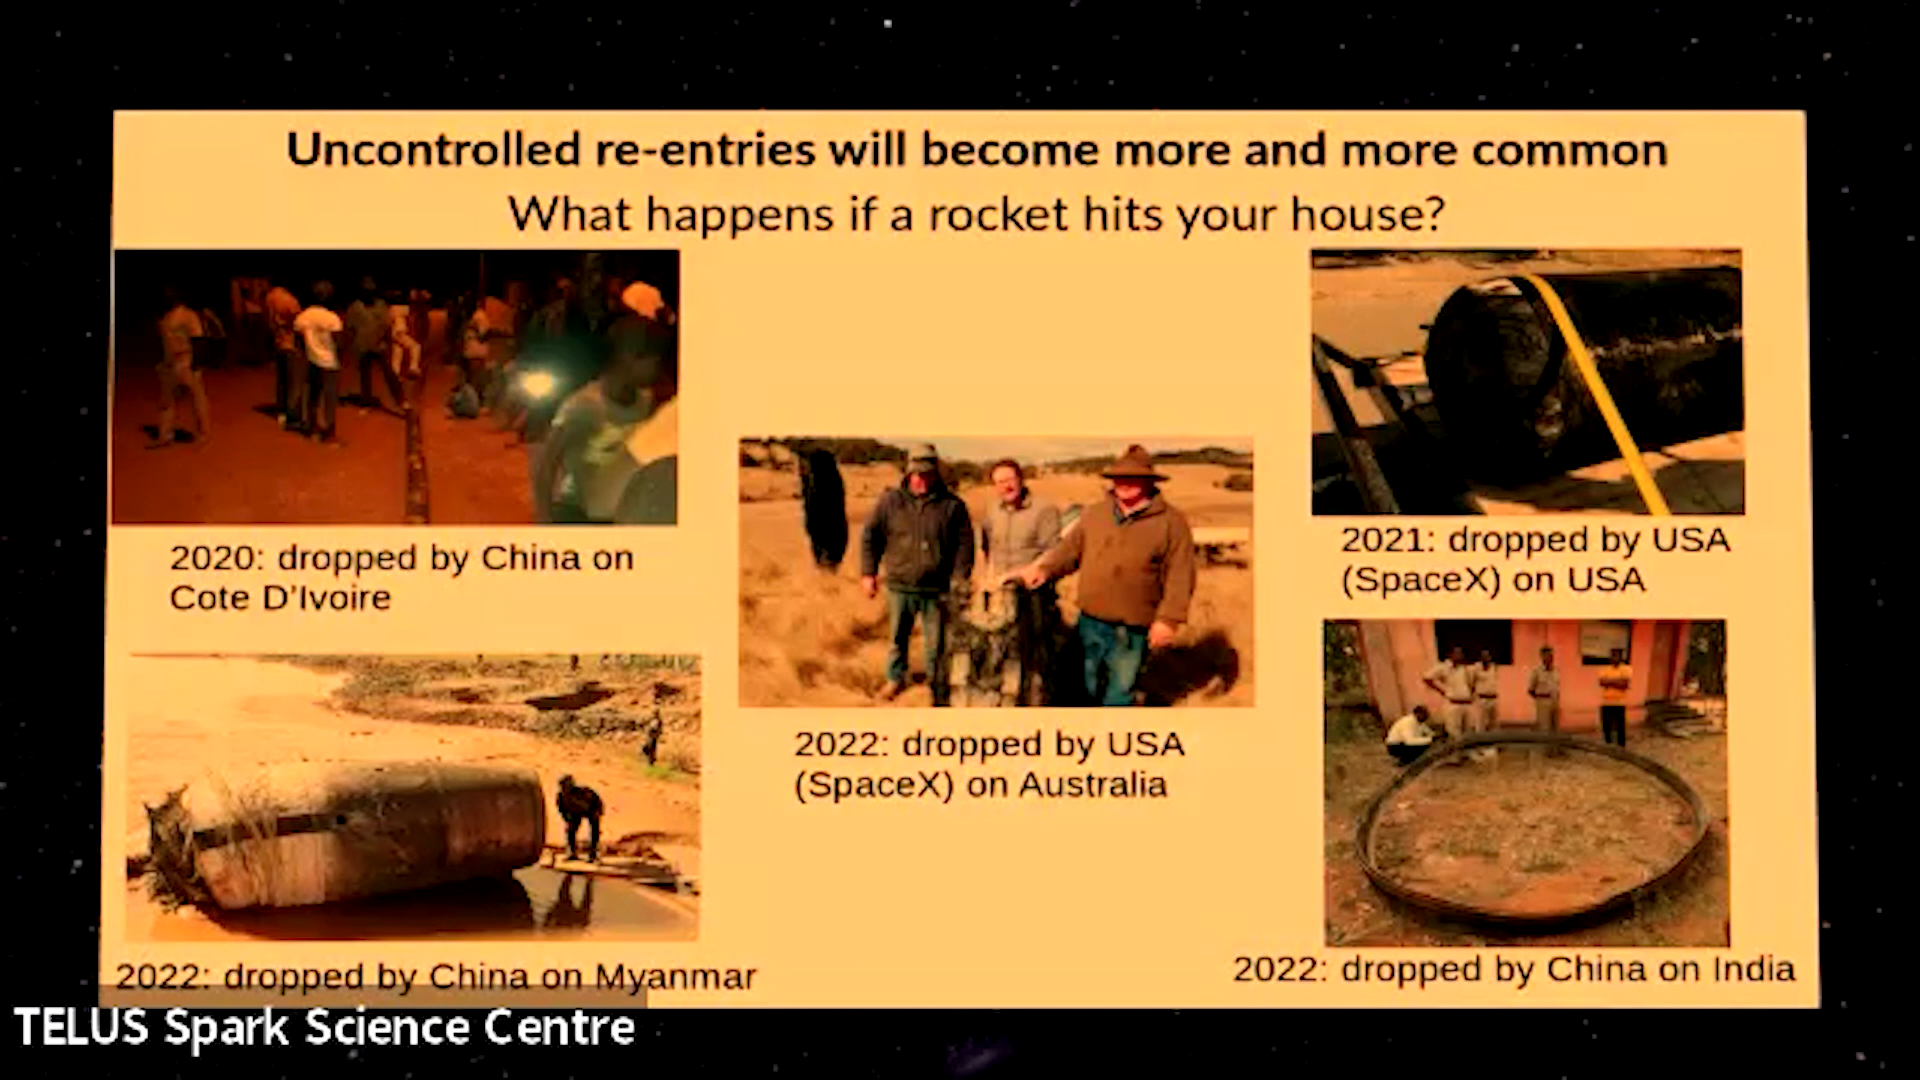 Uncontrolled re-entries will become more and more common
What happens if a rocket hits your house?
2020: dropped by China on
Cote D'Ivoire
2021: dropped by USA
(SpaceX) on USA
2022: dropped by USA
(SpaceX) on Australia
2022: dropped by China on Myanmar
2022: dropped by China on India
TELUS Spark Science Centre